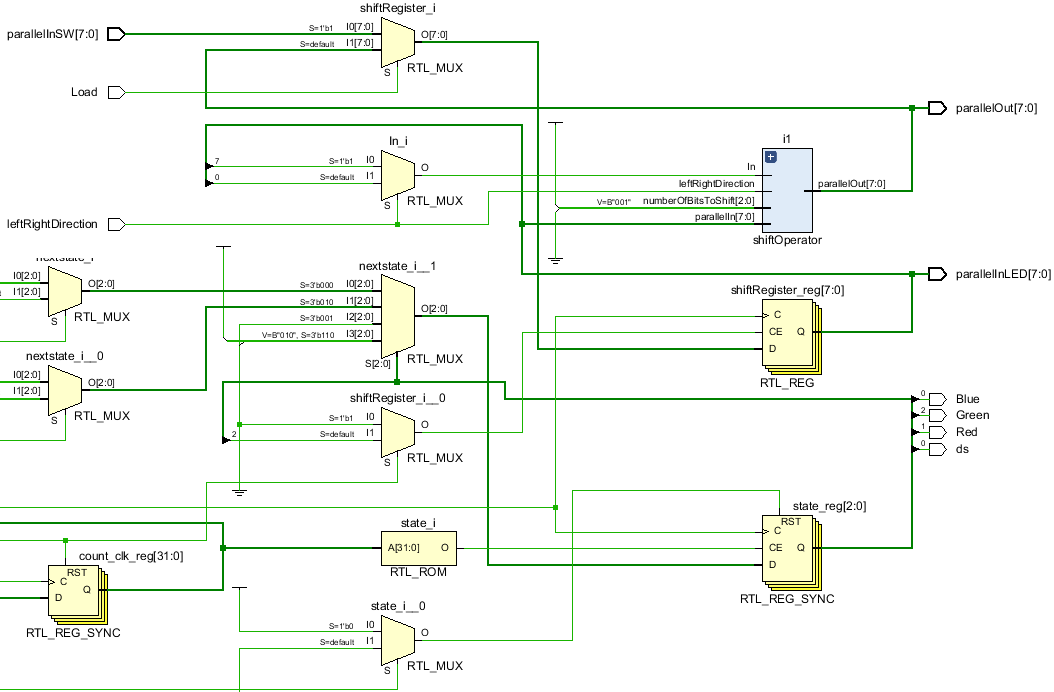 shiftRegister_i
parallelInSW[7:0]
S=1'b1 I0[7:0]
S=default I1[7:0]
O[7:0]
S
RTL_MUX
Load
parallelOut[7:0]
In_i
7
0
S=1'b1 I0
S=default I1
O
S
RTL_MUX
leftRightDirection
i1
In
leftRightDirection
V=B"001" numberOfBitsToShift[2:0]
parallelIn[7:0]
parallelOut[7:0]
shiftOperator
I0[2:0]
I1[2:0]
O[2:0]
S
RTL_MUX
nextstate_i__1
S=3'b000 I0[2:0]
S=3'b010 I1[2:0]
S=3'b001 I2[2:0]
V=B"010", S=3'b110 I3[2:0]
O[2:0]
S[2:0]
RTL_MUX
parallelInLED[7:0]
shiftRegister_reg[7:0]
C
CE
D
Q
RTL_REG
nextstate_i__0
I0[2:0]
I1[2:0]
O[2:0]
S
RTL_MUX
shiftRegister_i__0
2
S=1'b1 I0
S=default I1
O
S
RTL_MUX
0 Blue
2 Green
1 Red
0 ds
state_i
A[31:0] O
RTL_ROM
state_reg[2:0]
RST
C
CE
D
Q
RTL_REG_SYNC
count_clk_reg[31:0]
RST
C
D
Q
RTL_REG_SYNC
state_i__0
S=1'b0 I0
S=default I1
O
S
RTL_MUX